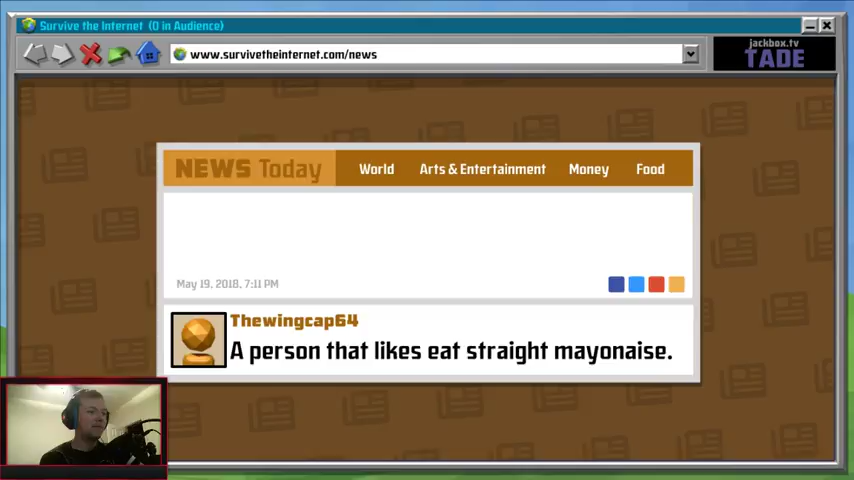 Survive the Internet (0 in Audience)
www.survivetheinternet.com/news
jackbox.tv
TADE
NEWS Today World Arts & Entertainment Money Food
May 19, 2018, 7:11 PM
Thewingcap64
A person that likes eat straight mayonaise.